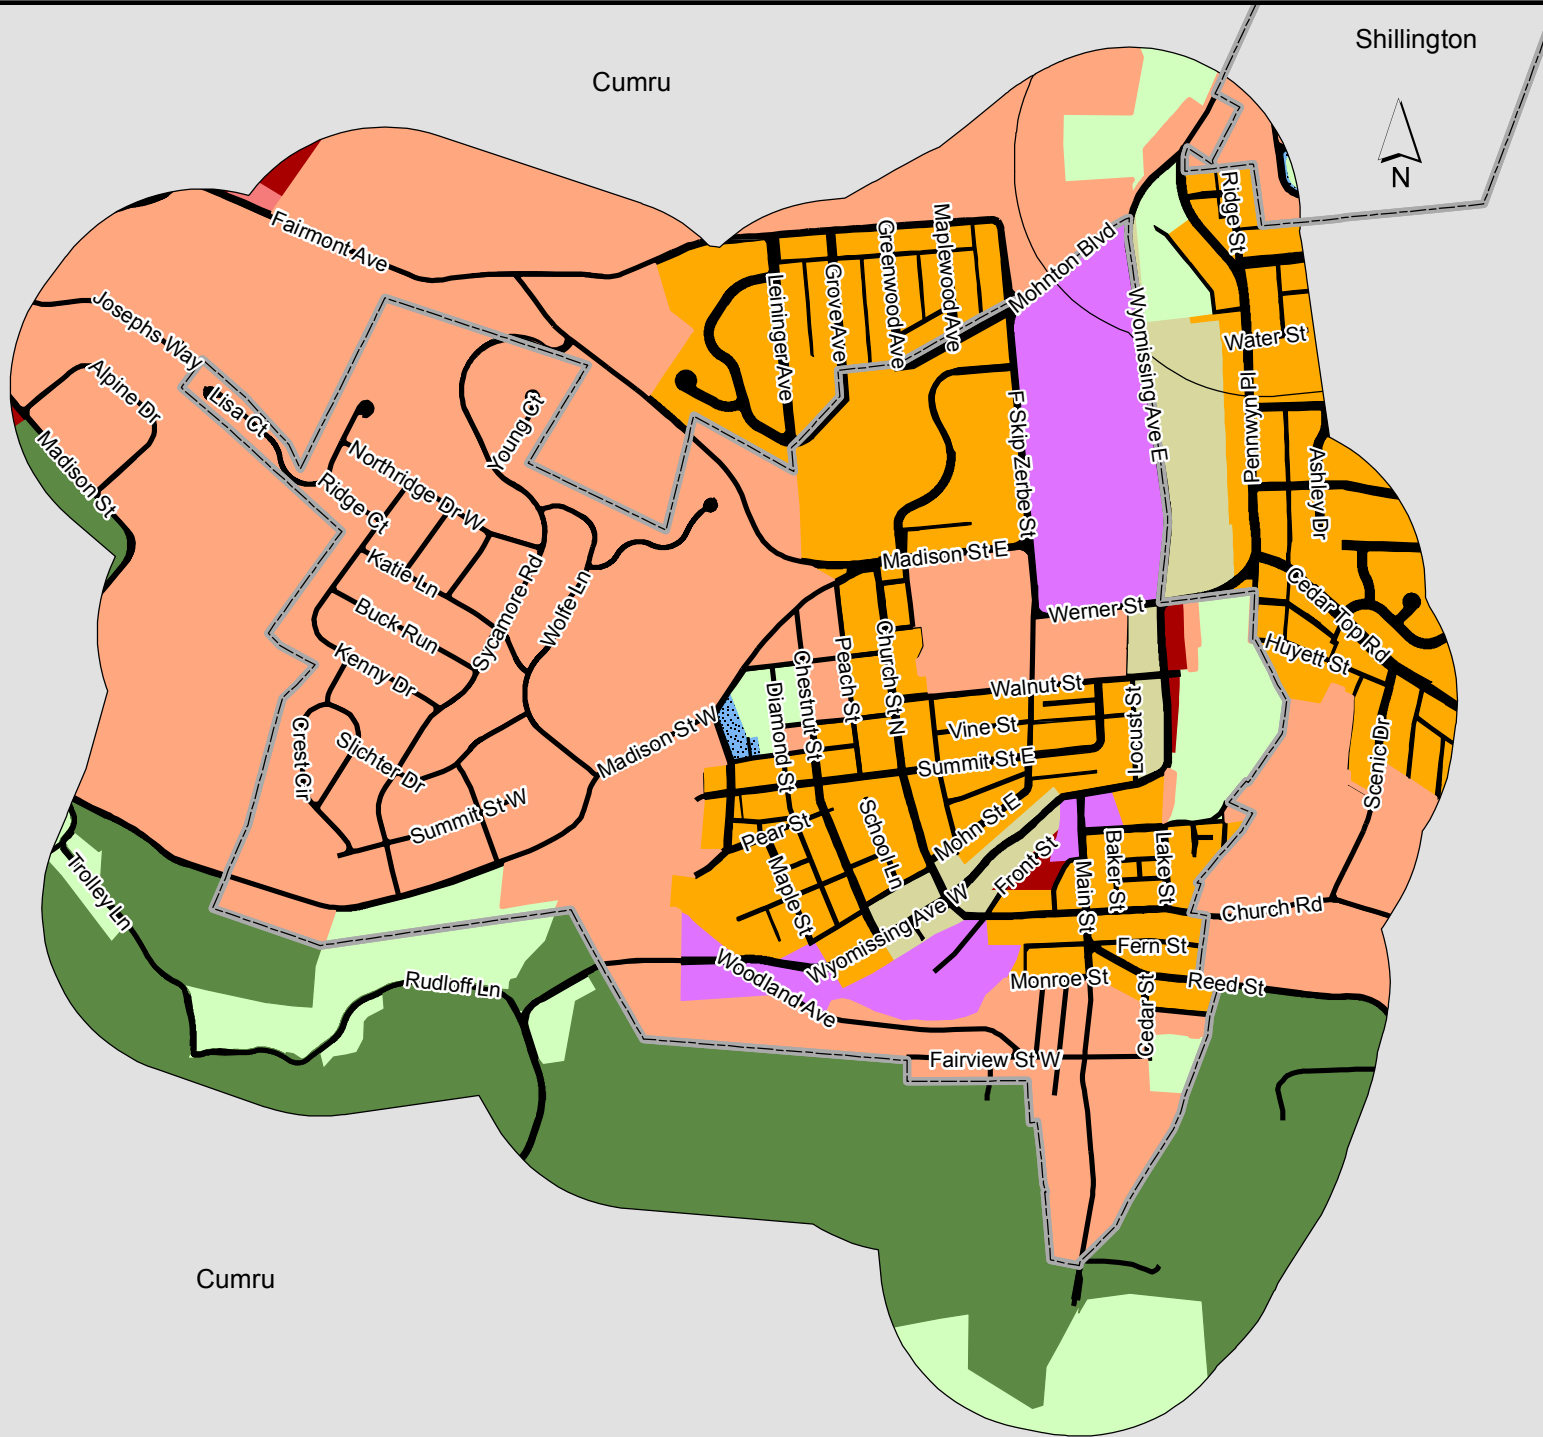 Shillington
Cumru
N
Ridge St
Maplewood Ave
Greenwood Ave
Fairmont Ave
Mohnton Blvd
Grove Ave
Leininger Ave
Wyomissing Ave E
Josephs Way
Water St
Alpine Dr
Lisa Ct
Young Ct
F Skip Zerbe St
Pennwyn Pl
Madison St
Northridge Dr W
Ridge Ct
Ashley Dr
Madison St E
Katie Ln
Sycamore Rd
Wolfe Ln
Cedar Top Rd
Werner St
Buck Run
Huyett St
Kenny Dr
Peach St
Church St N
Chestnut St
Diamond St
Walnut St
Locust St
Vine St
Madison St W
Crest Cir
Slichter Dr
Summit St E
Scenic Dr
Summit St W
Pear St
School Ln
Mohn St E
Front St
Baker St
Lake St
Maple St
Main St
Trolley Ln
Church Rd
Wyomissing Ave W
Fern St
Woodland Ave
Monroe St
Reed St
Rudloff Ln
Cedar St
Fairview St W
Cumru